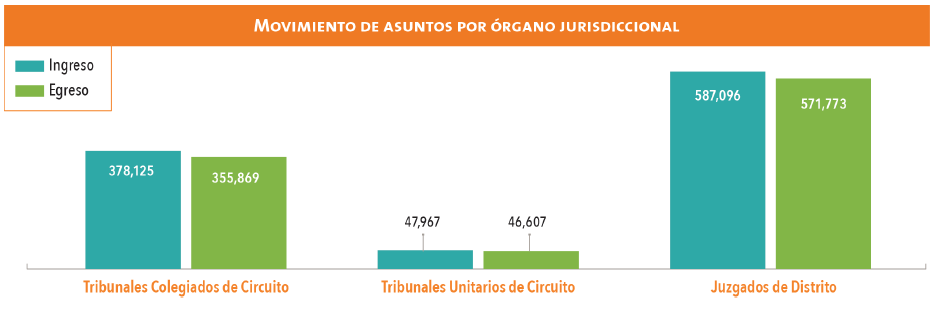 MOVIMIENTO DE ASUNTOS POR ÓRGANO JURISDICCIONAL
Ingreso
Egreso
378,125
355,869
47,967
46,607
587,096
571,773
Tribunales Colegiados de Circuito
Tribunales Unitarios de Circuito
Juzgados de Distrito